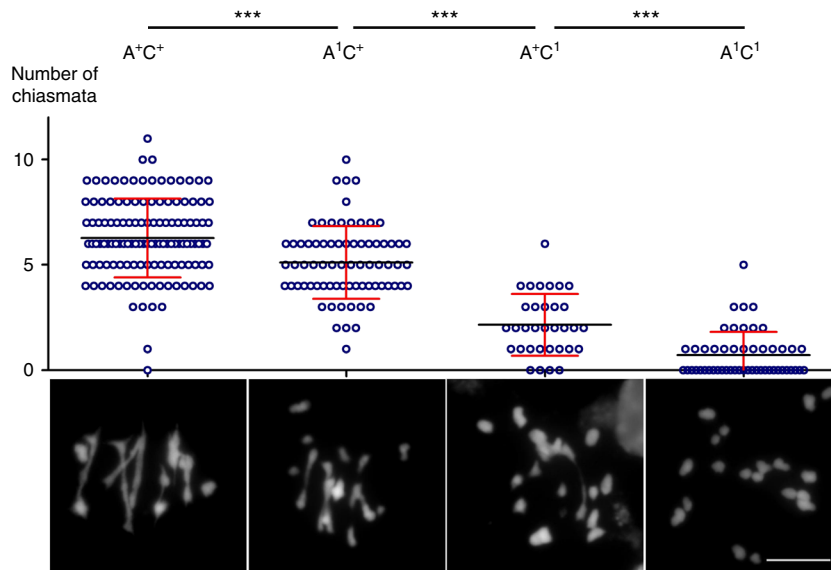 *** *** ***
A⁺C⁺ A¹C⁺ A⁺C¹ A¹C¹
Number of
chiasmata
10
5
0